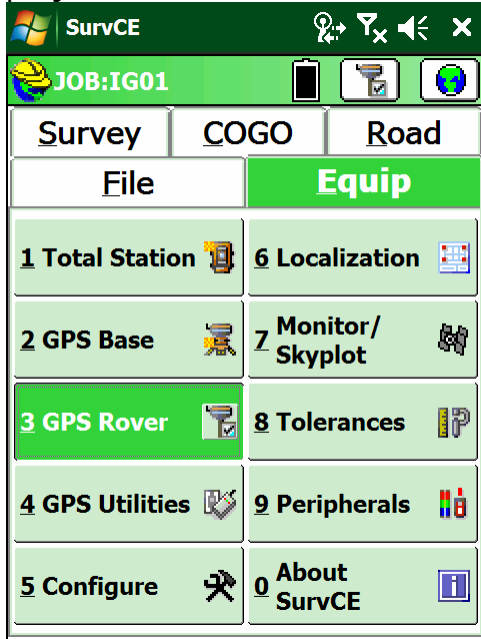 SurvCE
JOB:IG01
Survey
COGO
Road
File
Equip
1 Total Station
6 Localization
2 GPS Base
7 Monitor/
Skyplot
3 GPS Rover
8 Tolerances
4 GPS Utilities
9 Peripherals
5 Configure
0 About
SurvCE